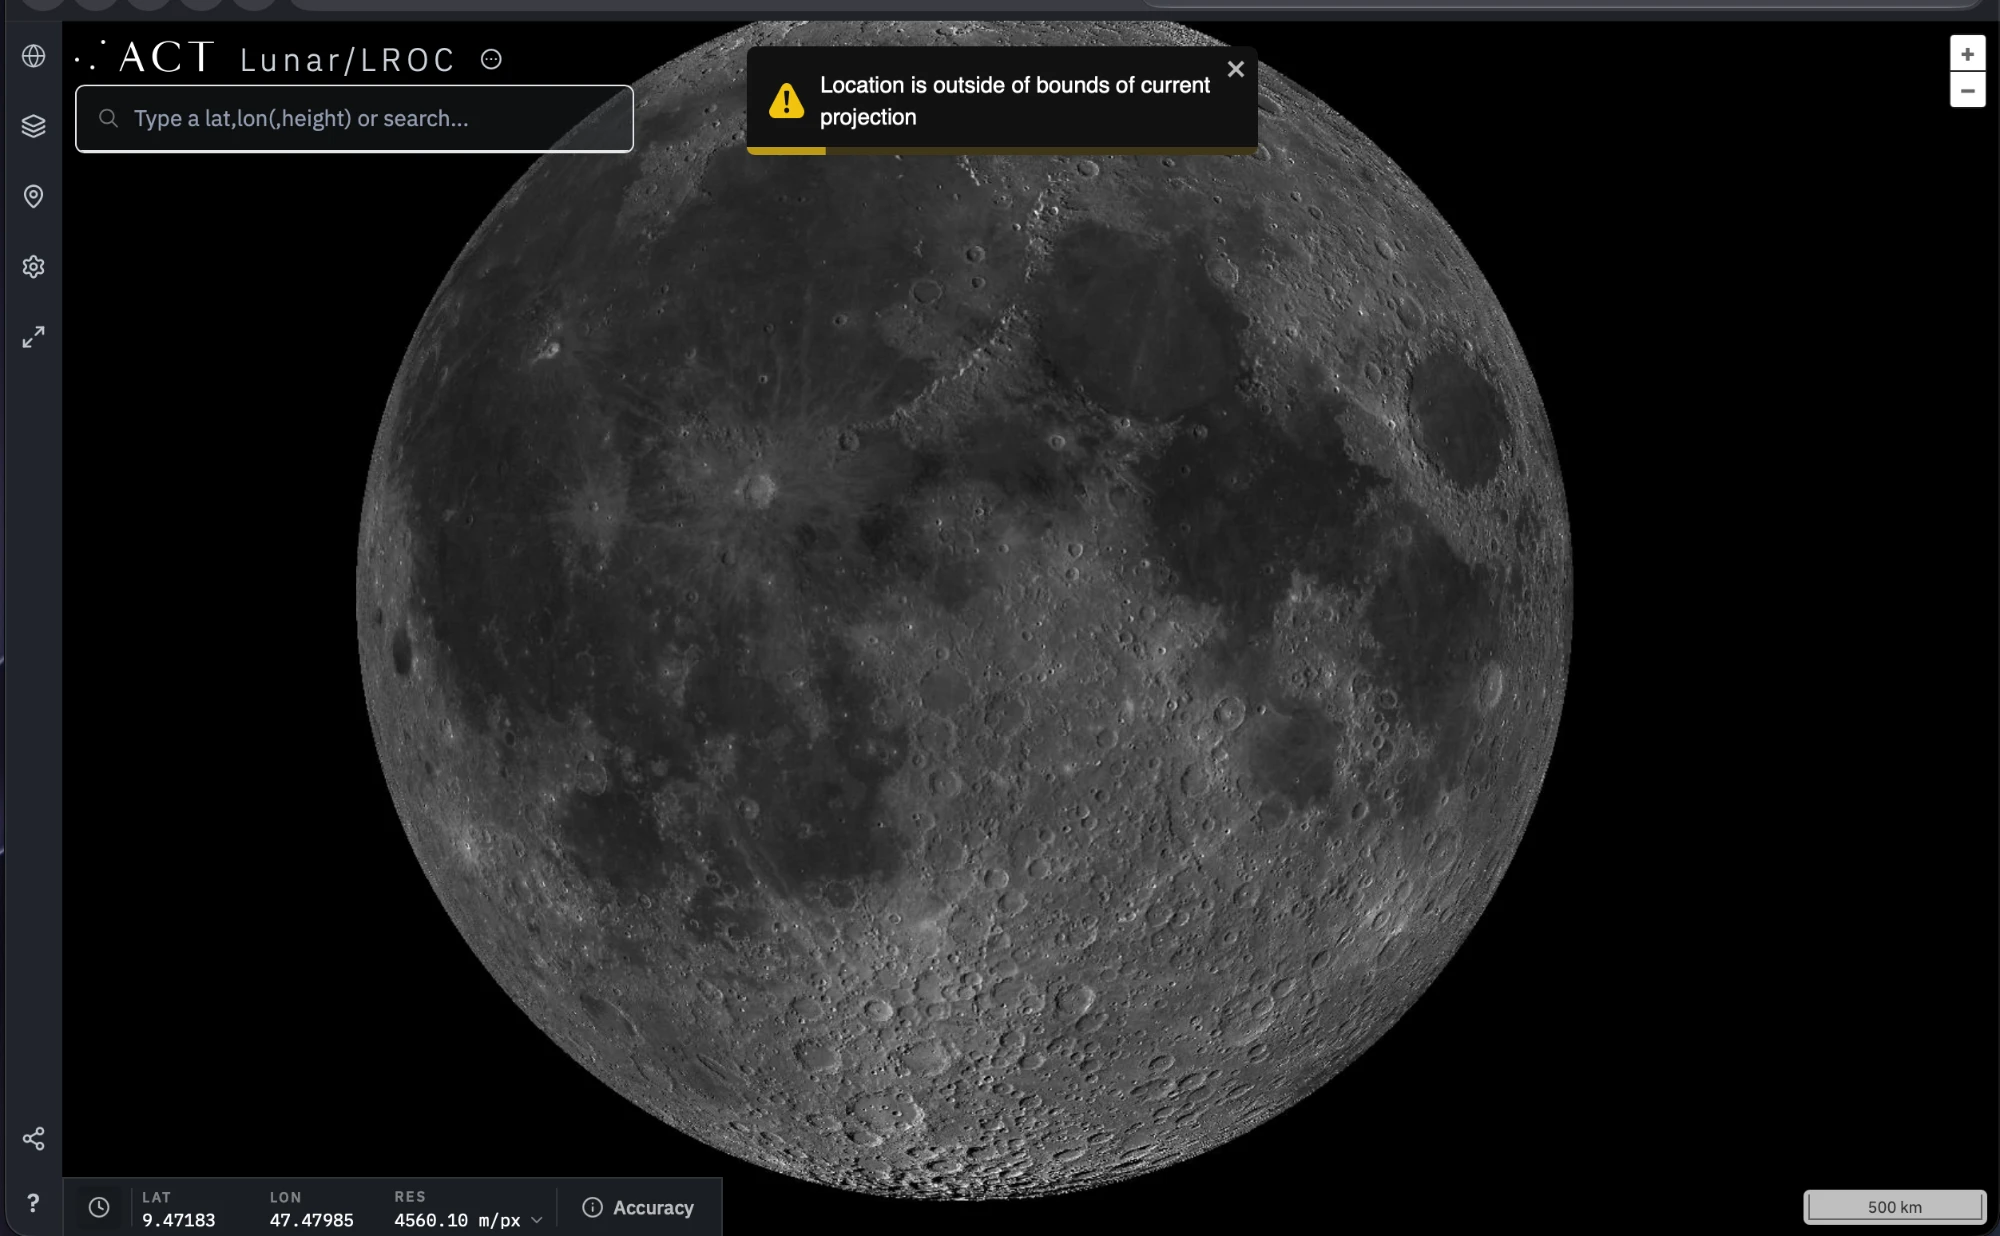 ACT Lunar/LROC
Type a lat,lon(,height) or search...
Location is outside of bounds of current
projection
LAT LON RES
9.47183 47.47985 4560.10 m/px
Accuracy
500 km